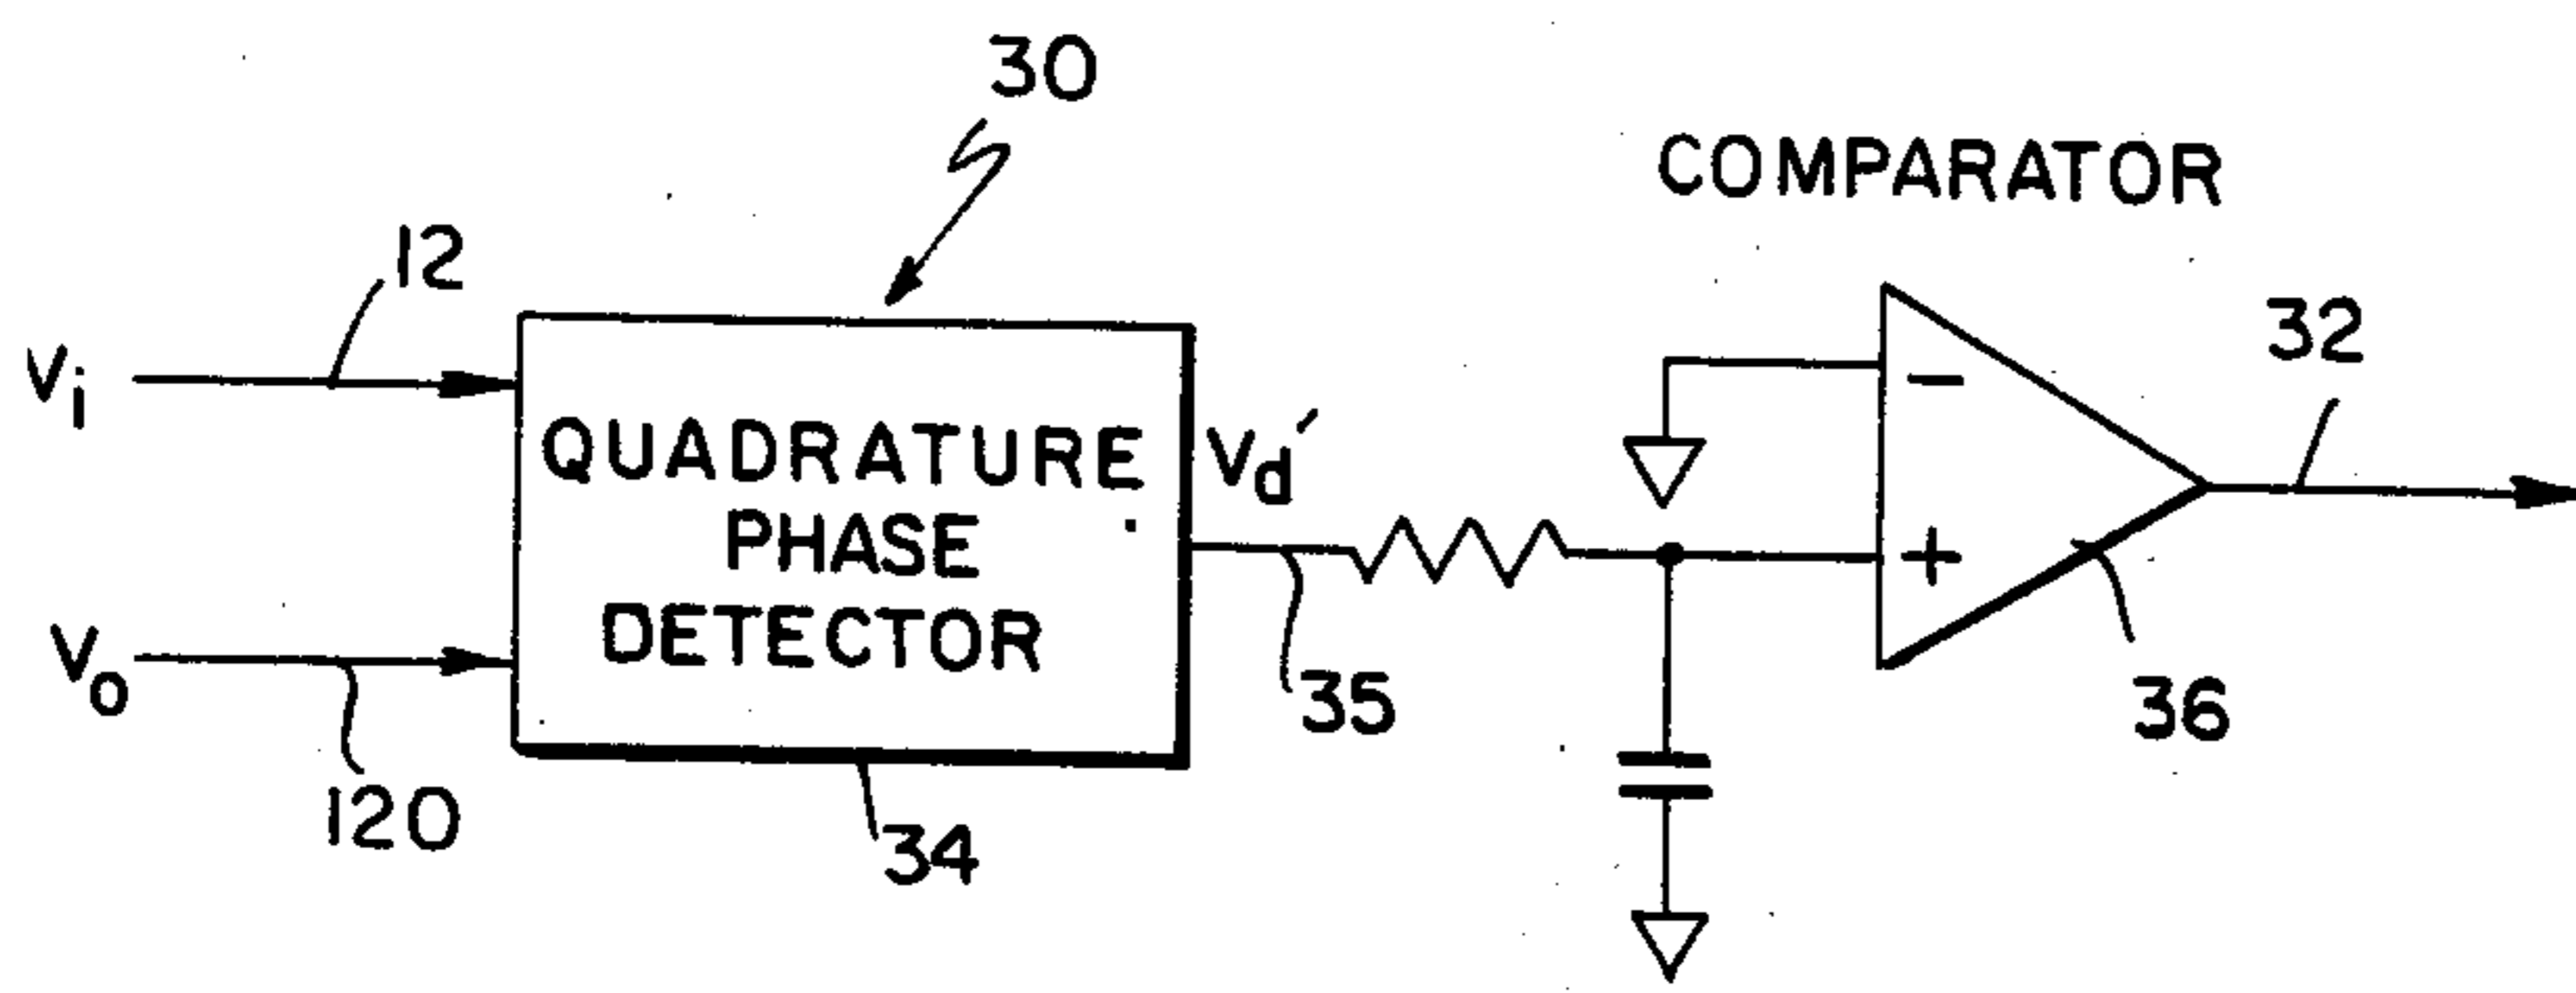 30
COMPARATOR
12
32
Vi
QUADRATURE
PHASE
DETECTOR
Vd'
−
+
Vo
35
36
120
34